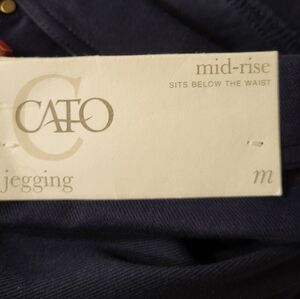 mid-rise
SITS BELOW THE WAIST
C
CATO
jegging
m